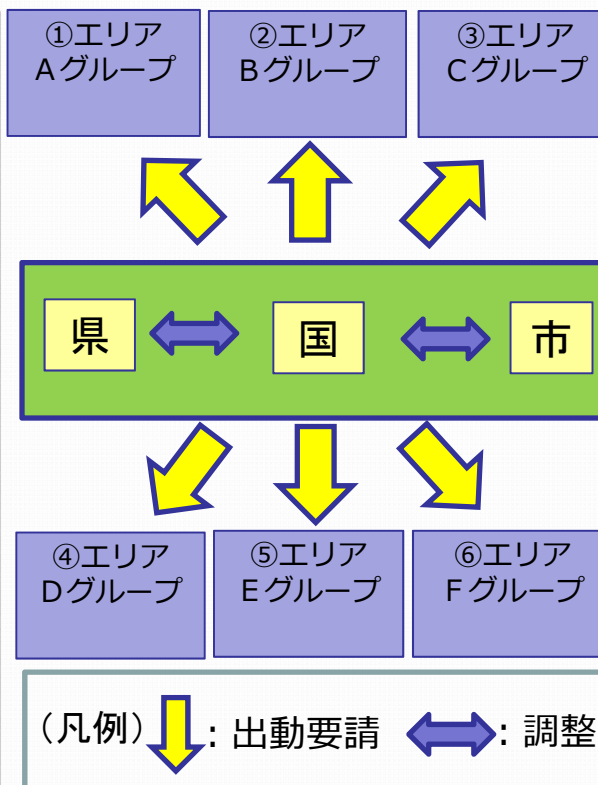 ①エリア
Aグループ
②エリア
Bグループ
③エリア
Cグループ
県
国
市
④エリア
Dグループ
⑤エリア
Eグループ
⑥エリア
Fグループ
(凡例)
:出動要請
:調整